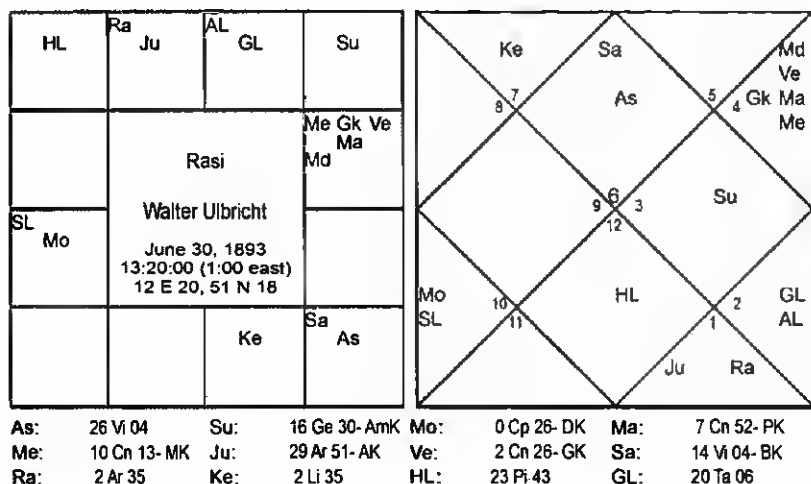 HL Ra Ju AL GL Su
Me Gk Ve
Ma
Md
Rasi
Walter Ulbricht
June 30, 1893
13:20:00 (1:00 east)
12 E 20, 51 N 18
SL
Mo
Ke Sa As
Ke Sa Md
Ve
As 5 4 Gk Ma
Me
8 7
6
9 3
12
Su
Mo
SL
10
11
HL
2
1
GL
AL
Ju Ra
As: 26 Vi 04 Su: 16 Ge 30- AmK Mo: 0 Cp 26- DK Ma: 7 Cn 52- PK
Me: 10 Cn 13- MK Ju: 29 Ar 51- AK Ve: 2 Cn 26- GK Sa: 14 Vi 04- BK
Ra: 2 Ar 35 Ke: 2 Li 35 HL: 23 Pi 43 GL: 20 Ta 06